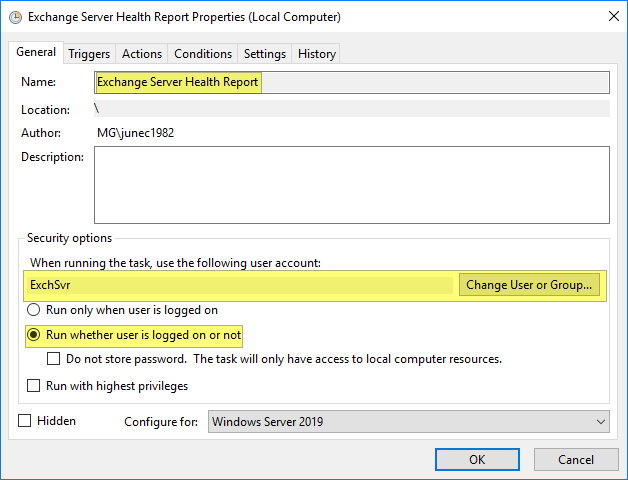 Exchange Server Health Report Properties (Local Computer)
General Triggers Actions Conditions Settings History
Name: Exchange Server Health Report
Location: \
Author: MG\junec1982
Description:
Security options
When running the task, use the following user account:
ExchSvr Change User or Group...
Run only when user is logged on
Run whether user is logged on or not
Do not store password.  The task will only have access to local computer resources.
Run with highest privileges
Hidden Configure for: Windows Server 2019
OK Cancel